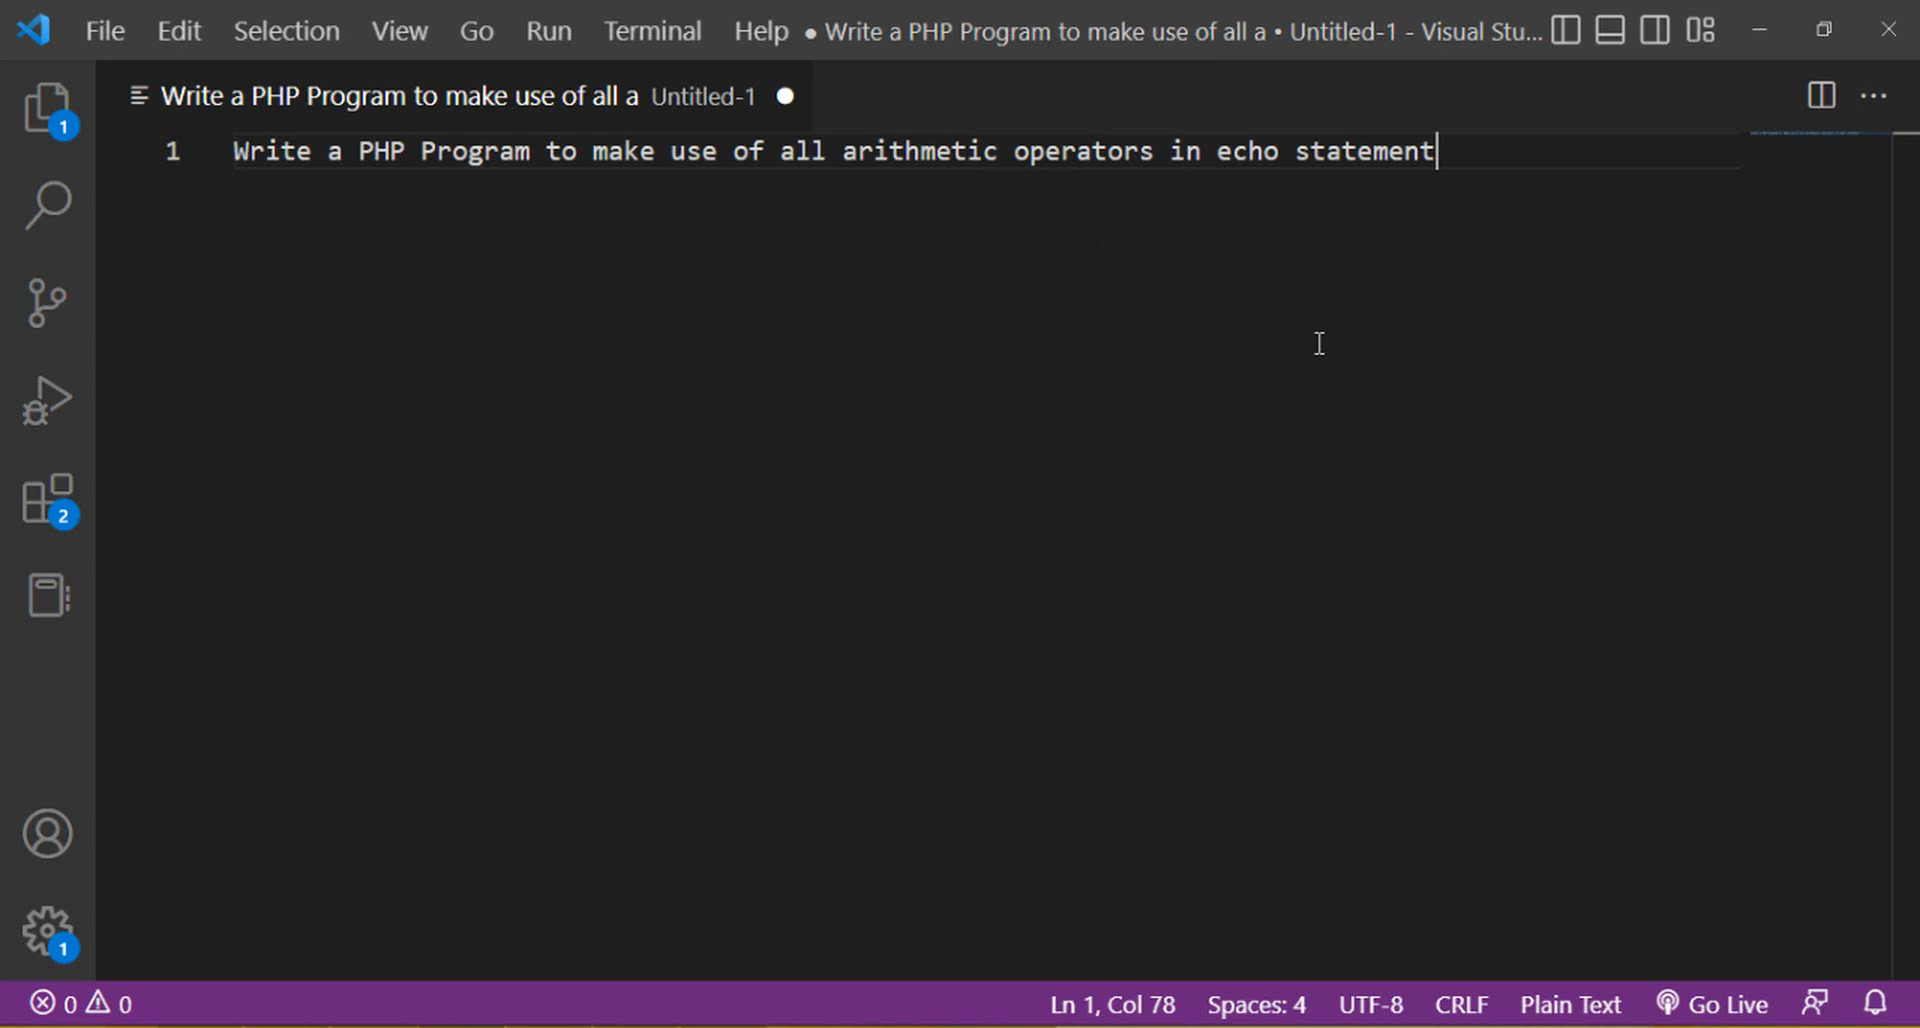 File Edit Selection View Go Run Terminal Help ● Write a PHP Program to make use of all a • Untitled-1 - Visual Stu...
Write a PHP Program to make use of all a Untitled-1
1 Write a PHP Program to make use of all arithmetic operators in echo statement
1
2
1
0 0 Ln 1, Col 78 Spaces: 4 UTF-8 CRLF Plain Text Go Live